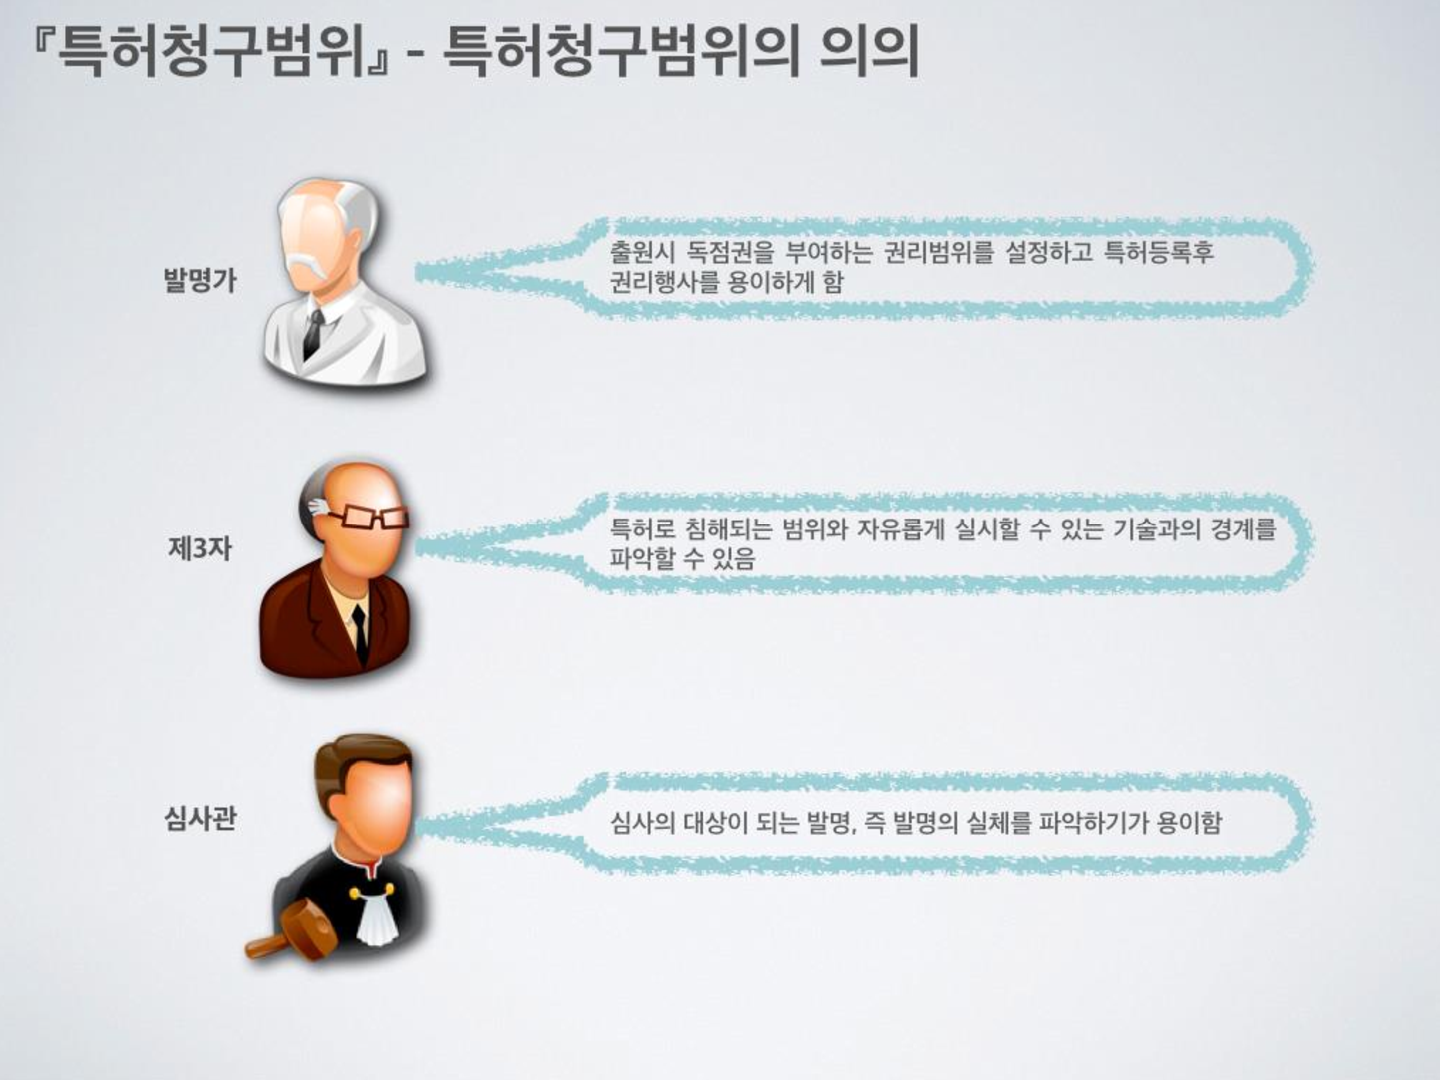 『특허청구범위』 - 특허청구범위의 의의
발명가
출원시 독점권을 부여하는 권리범위를 설정하고 특허등록후
권리행사를 용이하게 함
제3자
특허로 침해되는 범위와 자유롭게 실시할 수 있는 기술과의 경계를
파악할 수 있음
심사관
심사의 대상이 되는 발명, 즉 발명의 실체를 파악하기가 용이함